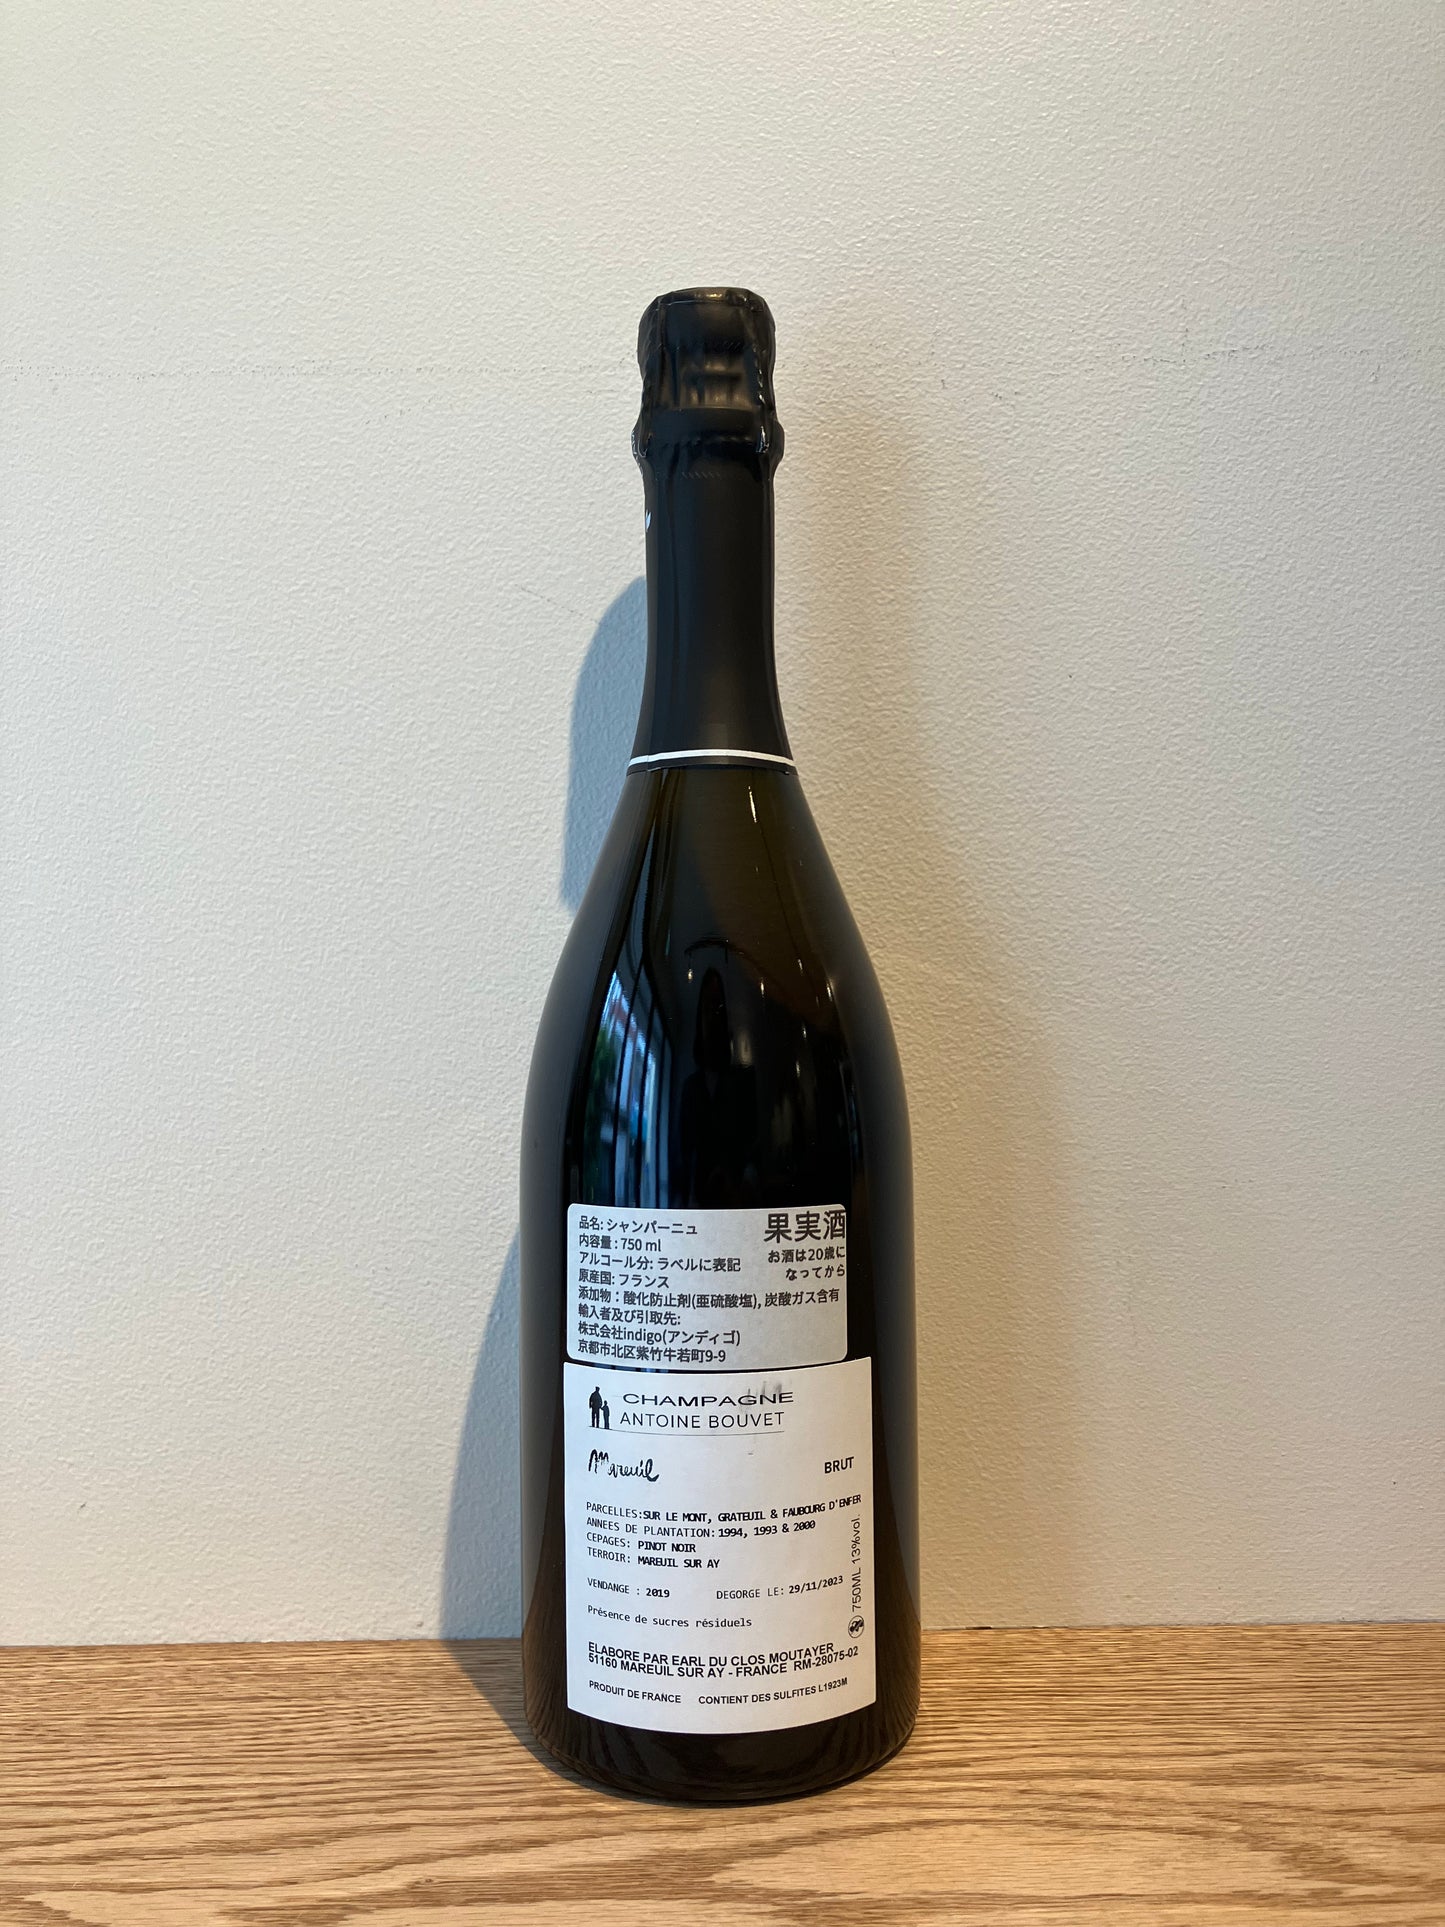 品名: シャンパーニュ
内容量 : 750 ml
アルコール分: ラベルに表記
原産国: フランス
添加物 : 酸化防止剤(亜硫酸塩), 炭酸ガス含有
輸入者及び引取先:
株式会社indigo(アンディゴ)
京都市北区紫竹牛若町9-9
果実酒
お酒は20歳に
なってから
CHAMPAGNE
ANTOINE BOUVET
Mareuil
BRUT
PARCELLES: SUR LE MONT, GRATEUIL & FAUBOURG D'ENFER
ANNEES DE PLANTATION: 1994, 1993 & 2000
CEPAGES: PINOT NOIR
TERROIR: MAREUIL SUR AY
VENDANGE : 2019 DEGORGE LE: 29/11/2023
Présence de sucres résiduels
750ML 13%vol.
ELABORE PAR EARL DU CLOS MOUTAYER
51160 MAREUIL SUR AY - FRANCE RM-28075-02
PRODUIT DE FRANCE CONTIENT DES SULFITES L1923M